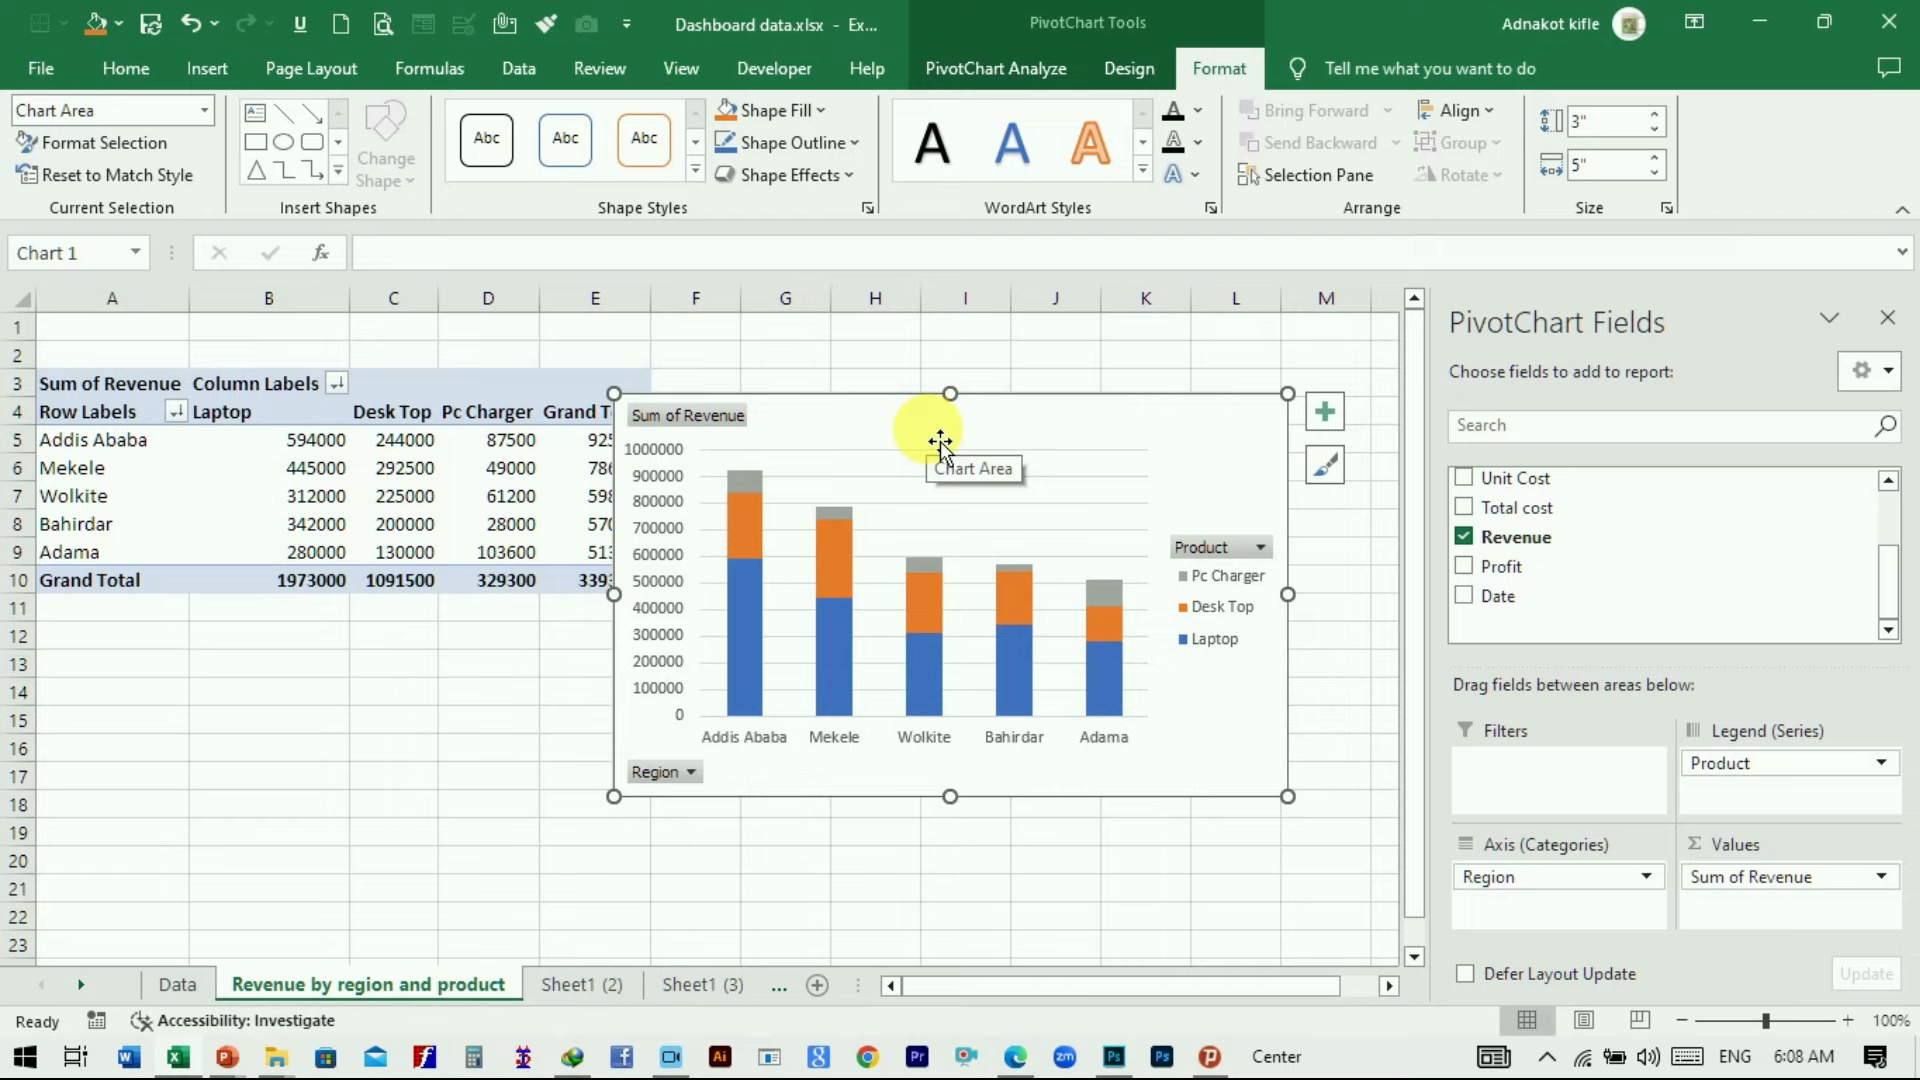 Dashboard data.xlsx - Ex...
PivotChart Tools
Adnakot kifle
File Home Insert Page Layout Formulas Data Review View Developer Help PivotChart Analyze Design Format Tell me what you want to do
Chart Area
Format Selection
Reset to Match Style
Current Selection
Change
Shape
Insert Shapes
Abc Abc Abc
Shape Fill
Shape Outline
Shape Effects
Shape Styles
A A A
WordArt Styles
Bring Forward
Send Backward
Selection Pane
Align
Group
Rotate
Arrange
3"
5"
Size
Chart 1
fx
A B C D E F G H I J K L M
1
2
3 Sum of Revenue Column Labels
4 Row Labels Laptop Desk Top Pc Charger Grand T
5 Addis Ababa 594000 244000 87500 925
6 Mekele 445000 292500 49000 786
7 Wolkite 312000 225000 61200 598
8 Bahirdar 342000 200000 28000 570
9 Adama 280000 130000 103600 513
10 Grand Total 1973000 1091500 329300 3393
11
12
13
14
15
16
17
18
19
20
21
22
23
Sum of Revenue
1000000
900000
800000
700000
600000
500000
400000
300000
200000
100000
0
Addis Ababa Mekele Wolkite Bahirdar Adama
Region
Chart Area
Product
Pc Charger
Desk Top
Laptop
PivotChart Fields
Choose fields to add to report:
Search
Unit Cost
Total cost
Revenue
Profit
Date
Drag fields between areas below:
Filters
Legend (Series)
Product
Axis (Categories)
Region
Values
Sum of Revenue
Defer Layout Update
Update
Data Revenue by region and product Sheet1 (2) Sheet1 (3) ...
Ready
Accessibility: Investigate
100%
Center
ENG
6:08 AM